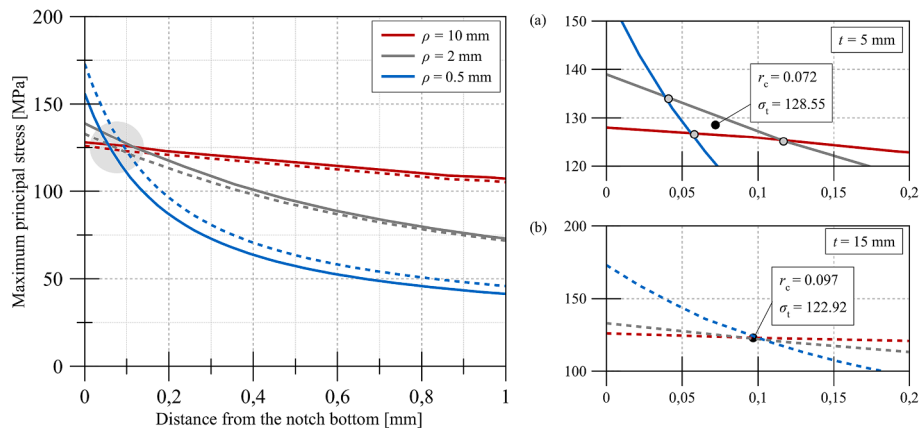 200
150
125
100
50
0
0
0,2
0,4
0,6
0,8
1
Maximum principal stress [MPa]
Distance from the notch bottom [mm]
ρ = 10 mm
ρ = 2 mm
ρ = 0.5 mm
(a)
150
140
130
120
0
0,05
0,1
0,15
0,2
t = 5 mm
r_c = 0.072
σ_t = 128.55
(b)
200
150
100
0
0,05
0,1
0,15
0,2
t = 15 mm
r_c = 0.097
σ_t = 122.92